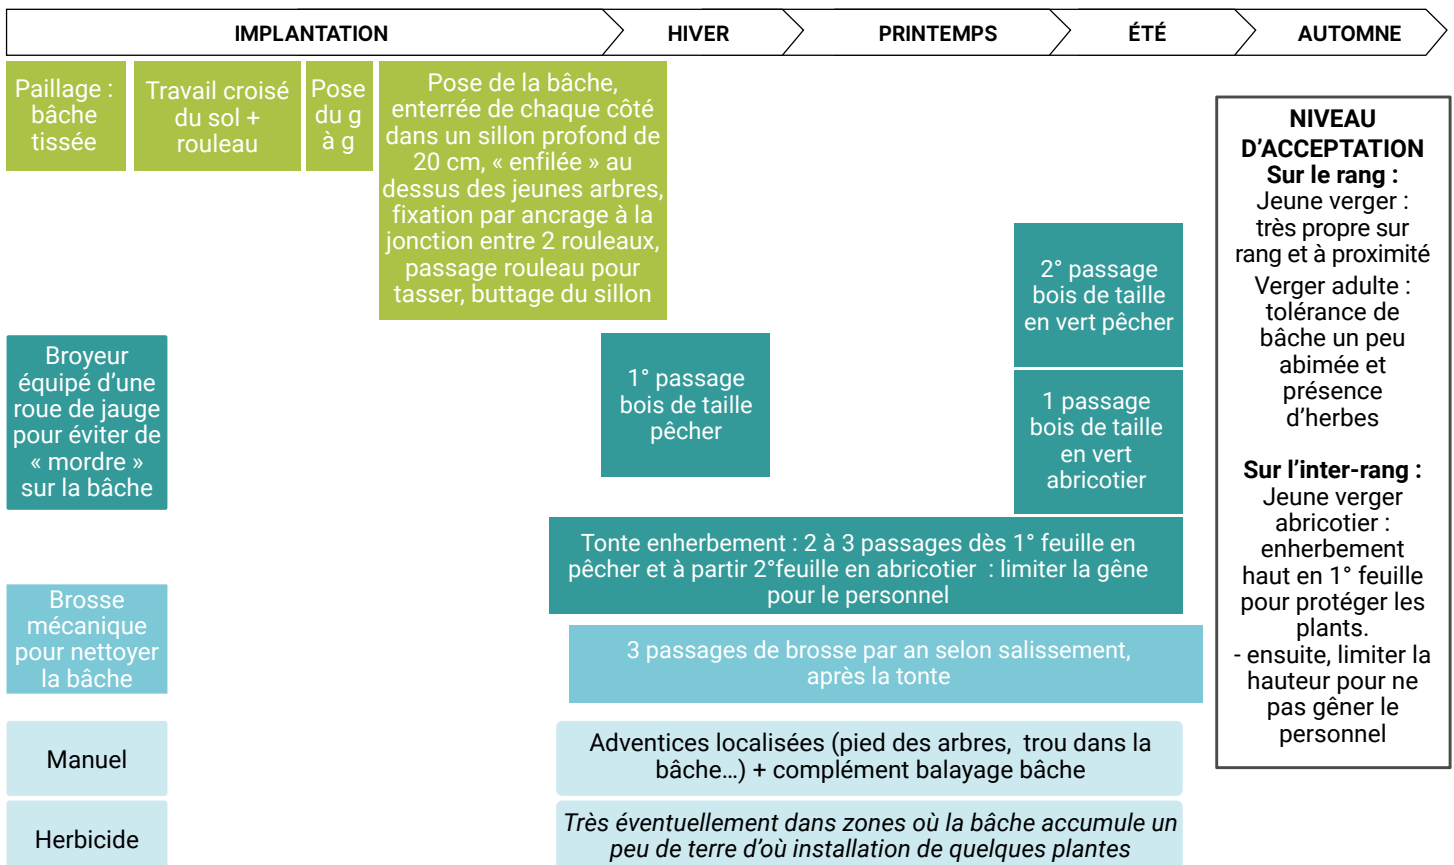 IMPLANTATION
HIVER
PRINTEMPS
ÉTÉ
AUTOMNE
Paillage :
bâche
tissée
Travail croisé
du sol +
rouleau
Pose
du g
à g
Pose de la bâche,
enterrée de chaque côté
dans un sillon profond de
20 cm, « enfilée » au
dessus des jeunes arbres,
fixation par ancrage à la
jonction entre 2 rouleaux,
passage rouleau pour
tasser, buttage du sillon
Broyeur
équipé d'une
roue de jauge
pour éviter de
« mordre »
sur la bâche
1° passage
bois de taille
pêcher
2° passage
bois de taille
en vert pêcher
1 passage
bois de taille
en vert
abricotier
Tonte enherbement : 2 à 3 passages dès 1° feuille en
pêcher et à partir 2°feuille en abricotier : limiter la gêne
pour le personnel
Brosse
mécanique
pour nettoyer
la bâche
3 passages de brosse par an selon salissement,
après la tonte
Manuel
Adventices localisées (pied des arbres, trou dans la
bâche…) + complément balayage bâche
Herbicide
Très éventuellement dans zones où la bâche accumule un
peu de terre d'où installation de quelques plantes
NIVEAU
D'ACCEPTATION
Sur le rang :
Jeune verger :
très propre sur
rang et à proximité
Verger adulte :
tolérance de
bâche un peu
abimée et
présence
d'herbes
Sur l'inter-rang :
Jeune verger
abricotier :
enherbement
haut en 1° feuille
pour protéger les
plants.
- ensuite, limiter la
hauteur pour ne
pas gêner le
personnel